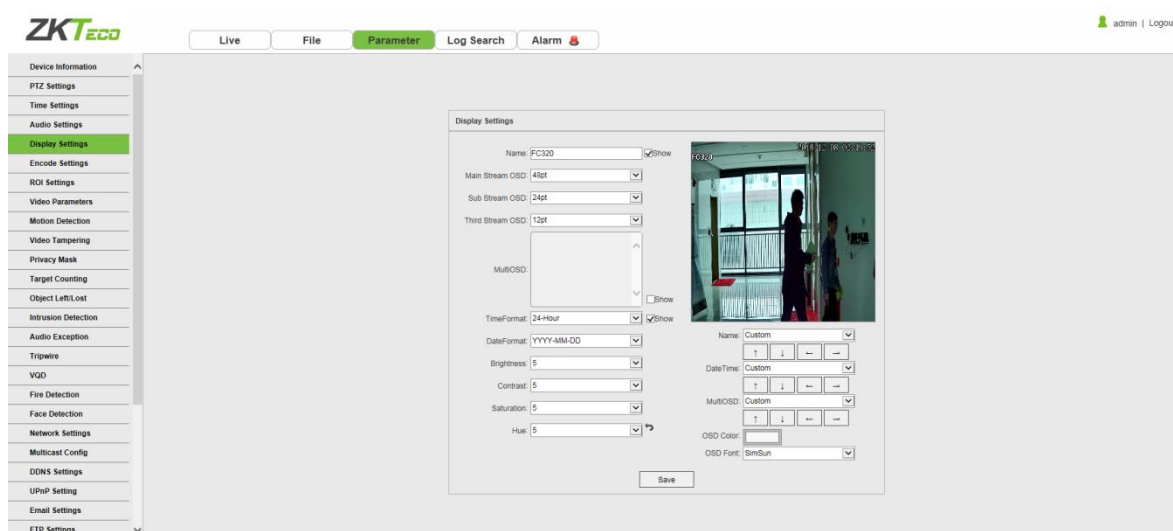 ZKTECO
admin | Logou
Live File Parameter Log Search Alarm
Device Information
PTZ Settings
Time Settings
Audio Settings
Display Settings
Encode Settings
ROI Settings
Video Parameters
Motion Detection
Video Tampering
Privacy Mask
Target Counting
Object Left/Lost
Intrusion Detection
Audio Exception
Tripwire
VQD
Fire Detection
Face Detection
Network Settings
Multicast Config
DDNS Settings
UPnP Setting
Email Settings
FTP Settings
Display Settings
Name: FC320 Show
Main Stream OSD: 48pt
Sub Stream OSD: 24pt
Third Stream OSD: 12pt
MultiOSD: Show
TimeFormat: 24-Hour Show
DateFormat: YYYY-MM-DD
Brightness: 5
Contrast: 5
Saturation: 5
Hue: 5
FC320
Name: Custom
↑ ↓ ← →
DateTime: Custom
↑ ↓ ← →
MultiOSD: Custom
↑ ↓ ← →
OSD Color:
OSD Font: SimSun
Save